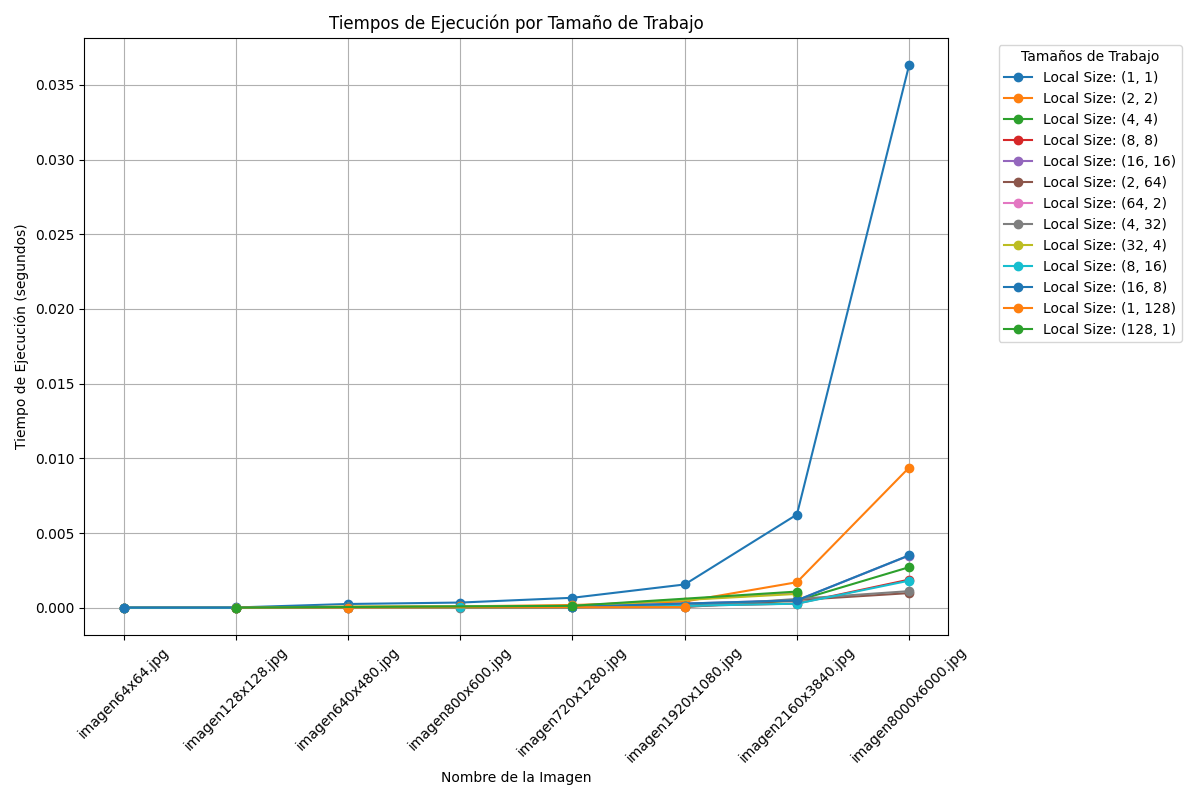 Tiempos de Ejecución por Tamaño de Trabajo
Tiempo de Ejecución (segundos)
0.035
0.030
0.025
0.020
0.015
0.010
0.005
0.000
imagen64x64.jpg
imagen128x128.jpg
imagen640x480.jpg
imagen800x600.jpg
imagen720x1280.jpg
imagen1920x1080.jpg
imagen2160x3840.jpg
imagen8000x6000.jpg
Nombre de la Imagen
Tamaños de Trabajo
Local Size: (1, 1)
Local Size: (2, 2)
Local Size: (4, 4)
Local Size: (8, 8)
Local Size: (16, 16)
Local Size: (2, 64)
Local Size: (64, 2)
Local Size: (4, 32)
Local Size: (32, 4)
Local Size: (8, 16)
Local Size: (16, 8)
Local Size: (1, 128)
Local Size: (128, 1)